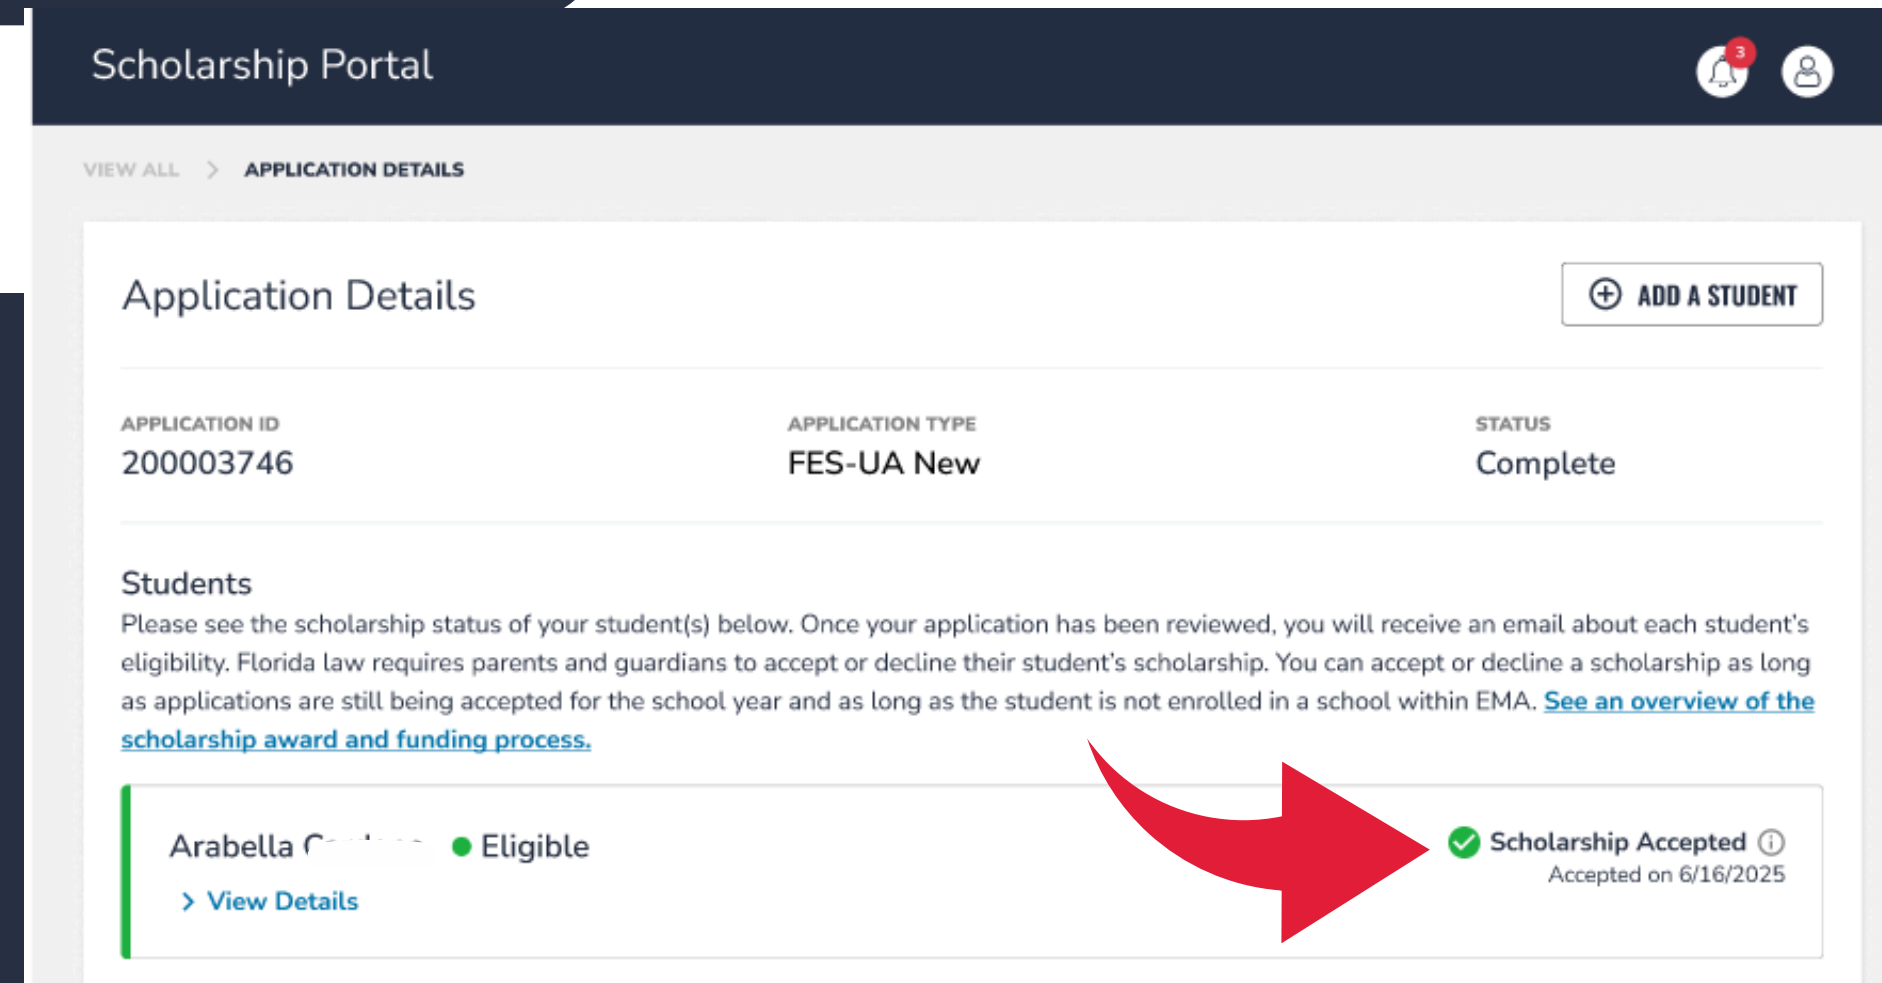 Scholarship Portal
3
VIEW ALL > APPLICATION DETAILS
Application Details
ADD A STUDENT
APPLICATION ID
200003746
APPLICATION TYPE
FES-UA New
STATUS
Complete
Students
Please see the scholarship status of your student(s) below. Once your application has been reviewed, you will receive an email about each student's
eligibility. Florida law requires parents and guardians to accept or decline their student's scholarship. You can accept or decline a scholarship as long
as applications are still being accepted for the school year and as long as the student is not enrolled in a school within EMA. See an overview of the
scholarship award and funding process.
Arabella
Eligible
> View Details
Scholarship Accepted
Accepted on 6/16/2025